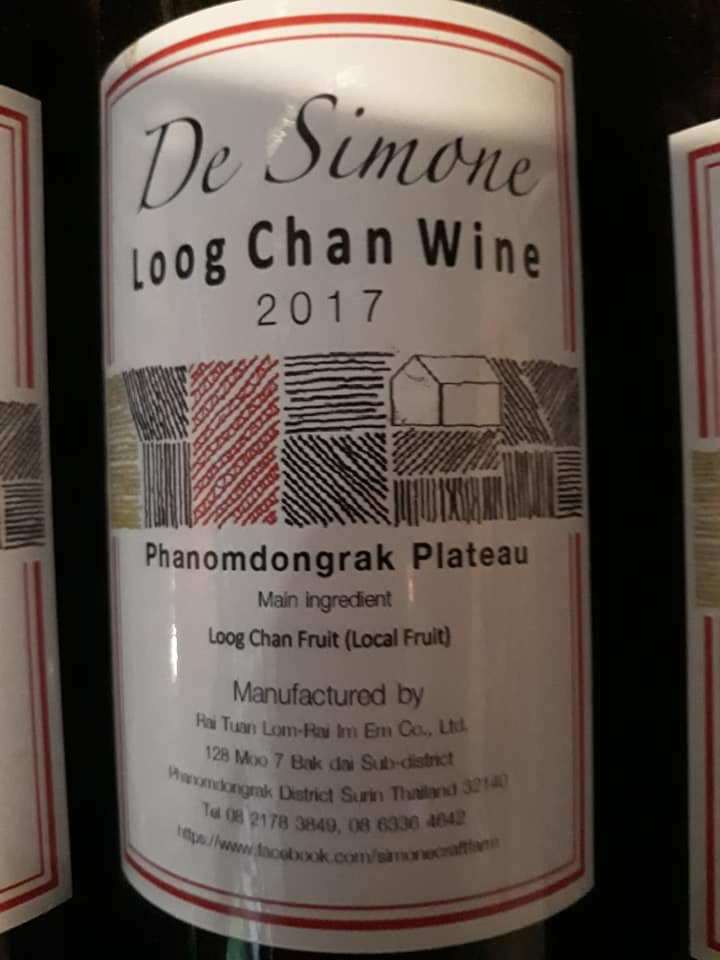 De Simone
Loog Chan Wine
2017
Phanomdongrak Plateau
Main ingredient
Loog Chan Fruit (Local Fruit)
Manufactured by
Rai Tuan Lom-Rai Im Em Co., Ltd.
128 Moo 7 Bak dai Sub-district
Phanomdongrak District Surin Thailand 32140
Tel 08 2178 3849, 08 6336 4642
https://www.facebook.com/simonecraftfarm